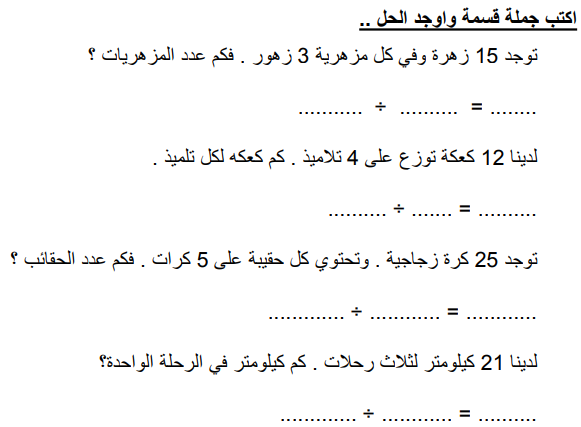 اكتب جملة قسمة واوجد الحل ..
توجد 15 زهرة وفي كل مزهرية 3 زهور . فكم عدد المزهريات ؟
........ = .......... ÷ ...........
لدينا 12 كعكة توزع على 4 تلاميذ . كم كعكه لكل تلميذ .
.......... = ....... ÷ ..........
توجد 25 كرة زجاجية . وتحتوي كل حقيبة على 5 كرات . فكم عدد الحقائب ؟
............ = ............ ÷ .............
لدينا 21 كيلومتر لثلاث رحلات . كم كيلومتر في الرحلة الواحدة؟
.......... = ............ ÷ .............